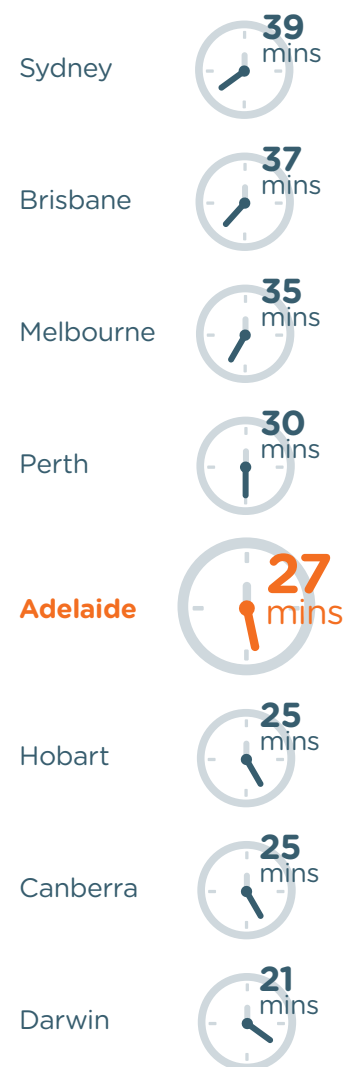 Sydney
39
mins
Brisbane
37
mins
Melbourne
35
mins
Perth
30
mins
Adelaide
27
mins
Hobart
25
mins
Canberra
25
mins
Darwin
21
mins